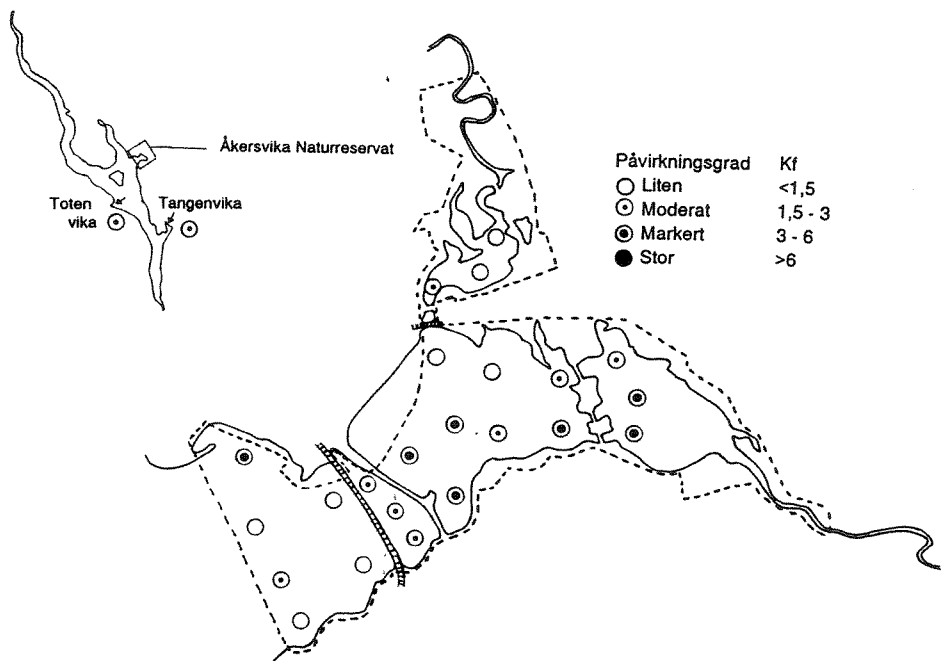 Åkersvika Naturreservat
Toten
vika
Tangenvika
Påvirkningsgrad Kf
Liten <1,5
Moderat 1,5 - 3
Markert 3 - 6
Stor >6